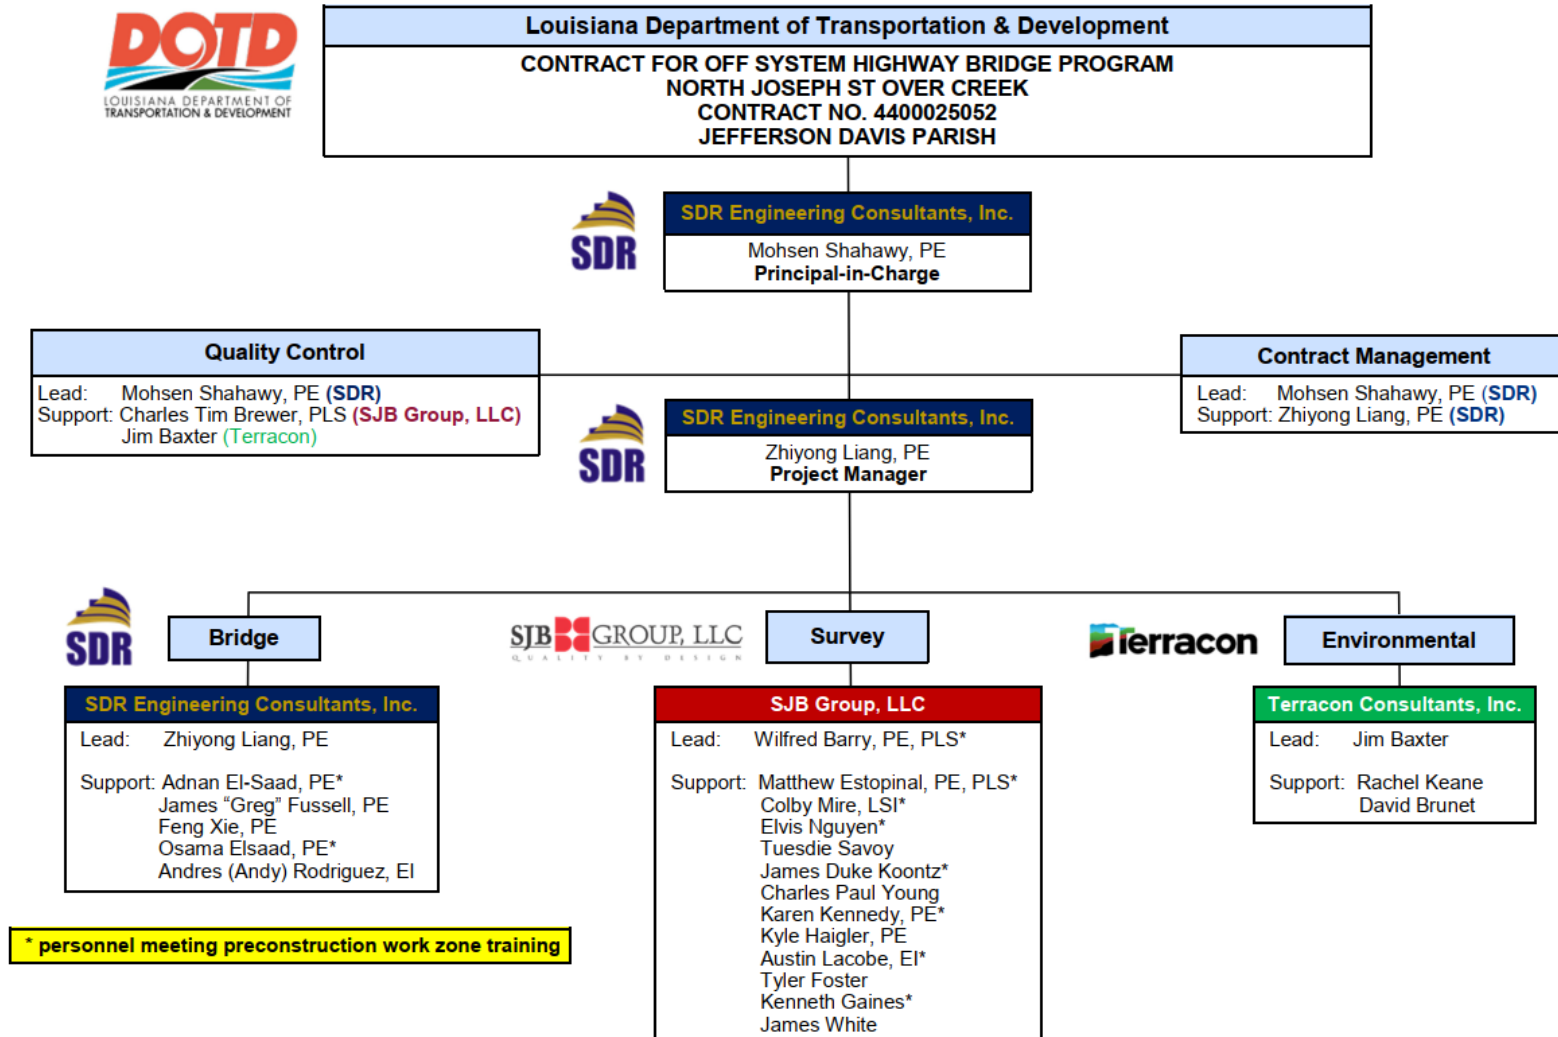 DOTD
LOUISIANA DEPARTMENT OF
TRANSPORTATION & DEVELOPMENT
Louisiana Department of Transportation & Development
CONTRACT FOR OFF SYSTEM HIGHWAY BRIDGE PROGRAM
NORTH JOSEPH ST OVER CREEK
CONTRACT NO. 4400025052
JEFFERSON DAVIS PARISH
SDR
SDR Engineering Consultants, Inc.
Mohsen Shahawy, PE
Principal-in-Charge
Quality Control
Lead: Mohsen Shahawy, PE (SDR)
Support: Charles Tim Brewer, PLS (SJB Group, LLC)
Jim Baxter (Terracon)
Contract Management
Lead: Mohsen Shahawy, PE (SDR)
Support: Zhiyong Liang, PE (SDR)
SDR
SDR Engineering Consultants, Inc.
Zhiyong Liang, PE
Project Manager
SDR
Bridge
SDR Engineering Consultants, Inc.
Lead: Zhiyong Liang, PE
Support: Adnan El-Saad, PE*
James “Greg” Fussell, PE
Feng Xie, PE
Osama Elsaad, PE*
Andres (Andy) Rodriguez, EI
* personnel meeting preconstruction work zone training
SJB GROUP, LLC
QUALITY BY DESIGN
Survey
SJB Group, LLC
Lead: Wilfred Barry, PE, PLS*
Support: Matthew Estopinal, PE, PLS*
Colby Mire, LSI*
Elvis Nguyen*
Tuesdie Savoy
James Duke Koontz*
Charles Paul Young
Karen Kennedy, PE*
Kyle Haigler, PE
Austin Lacobe, EI*
Tyler Foster
Kenneth Gaines*
James White
Terracon
Environmental
Terracon Consultants, Inc.
Lead: Jim Baxter
Support: Rachel Keane
David Brunet